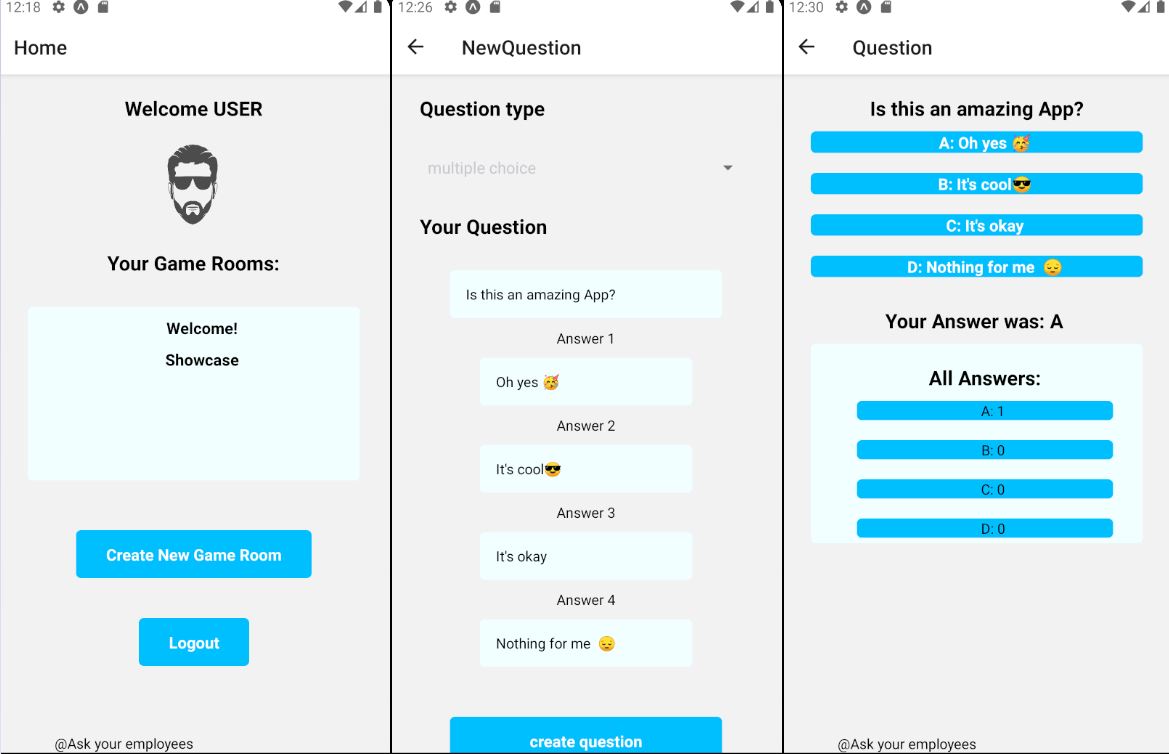 12:18
Home
Welcome USER
Your Game Rooms:
Welcome!
Showcase
Create New Game Room
Logout
@Ask your employees
12:26
NewQuestion
Question type
multiple choice
Your Question
Is this an amazing App?
Answer 1
Oh yes 🥳
Answer 2
It's cool😎
Answer 3
It's okay
Answer 4
Nothing for me 😔
create question
12:30
Question
Is this an amazing App?
A: Oh yes 🥳
B: It's cool😎
C: It's okay
D: Nothing for me 😔
Your Answer was: A
All Answers:
A: 1
B: 0
C: 0
D: 0
@Ask your employees